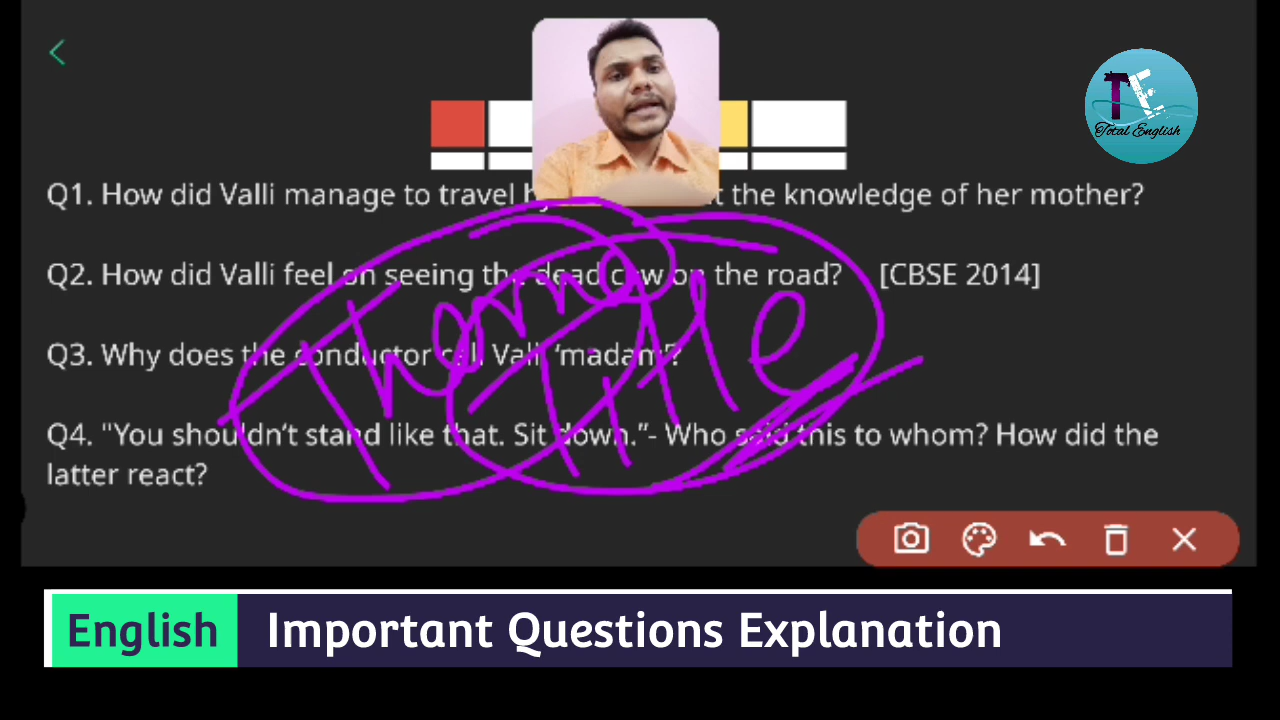 TE
Total English
Q1. How did Valli manage to travel t the knowledge of her mother?
Q2. How did Valli feel on seeing the dead cow on the road? [CBSE 2014]
Q3. Why does the conductor call Valli ‘madam’?
Q4. "You shouldn’t stand like that. Sit down.”- Who said this to whom? How did the
latter react?
Theme
Title
English Important Questions Explanation